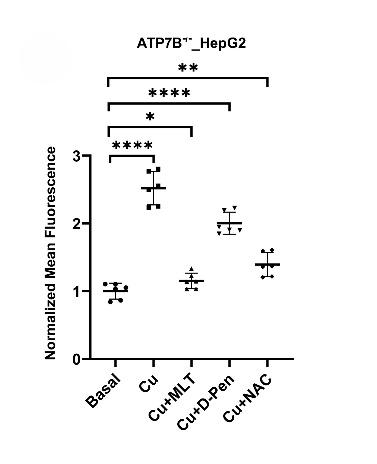 ATP7B⁻/⁻_HepG2
**
****
*
****
Normalized Mean Fluorescence
3
2
1
0
Basal
Cu
Cu+MLT
Cu+D-Pen
Cu+NAC